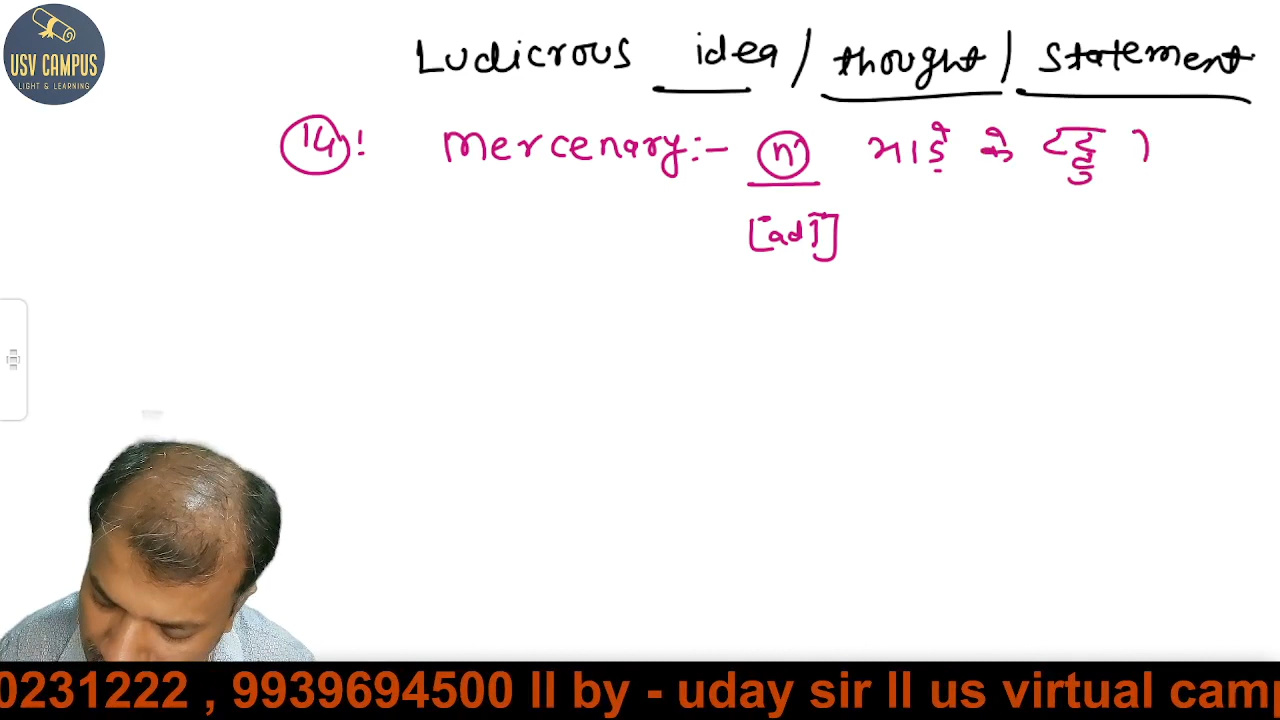 USV CAMPUS
LIGHT & LEARNING
Ludicrous idea / thought / statement
14! mercenary :- n भाड़े के टट्टू
[adj]
0231222 , 9939694500 ll by - uday sir ll us virtual camp